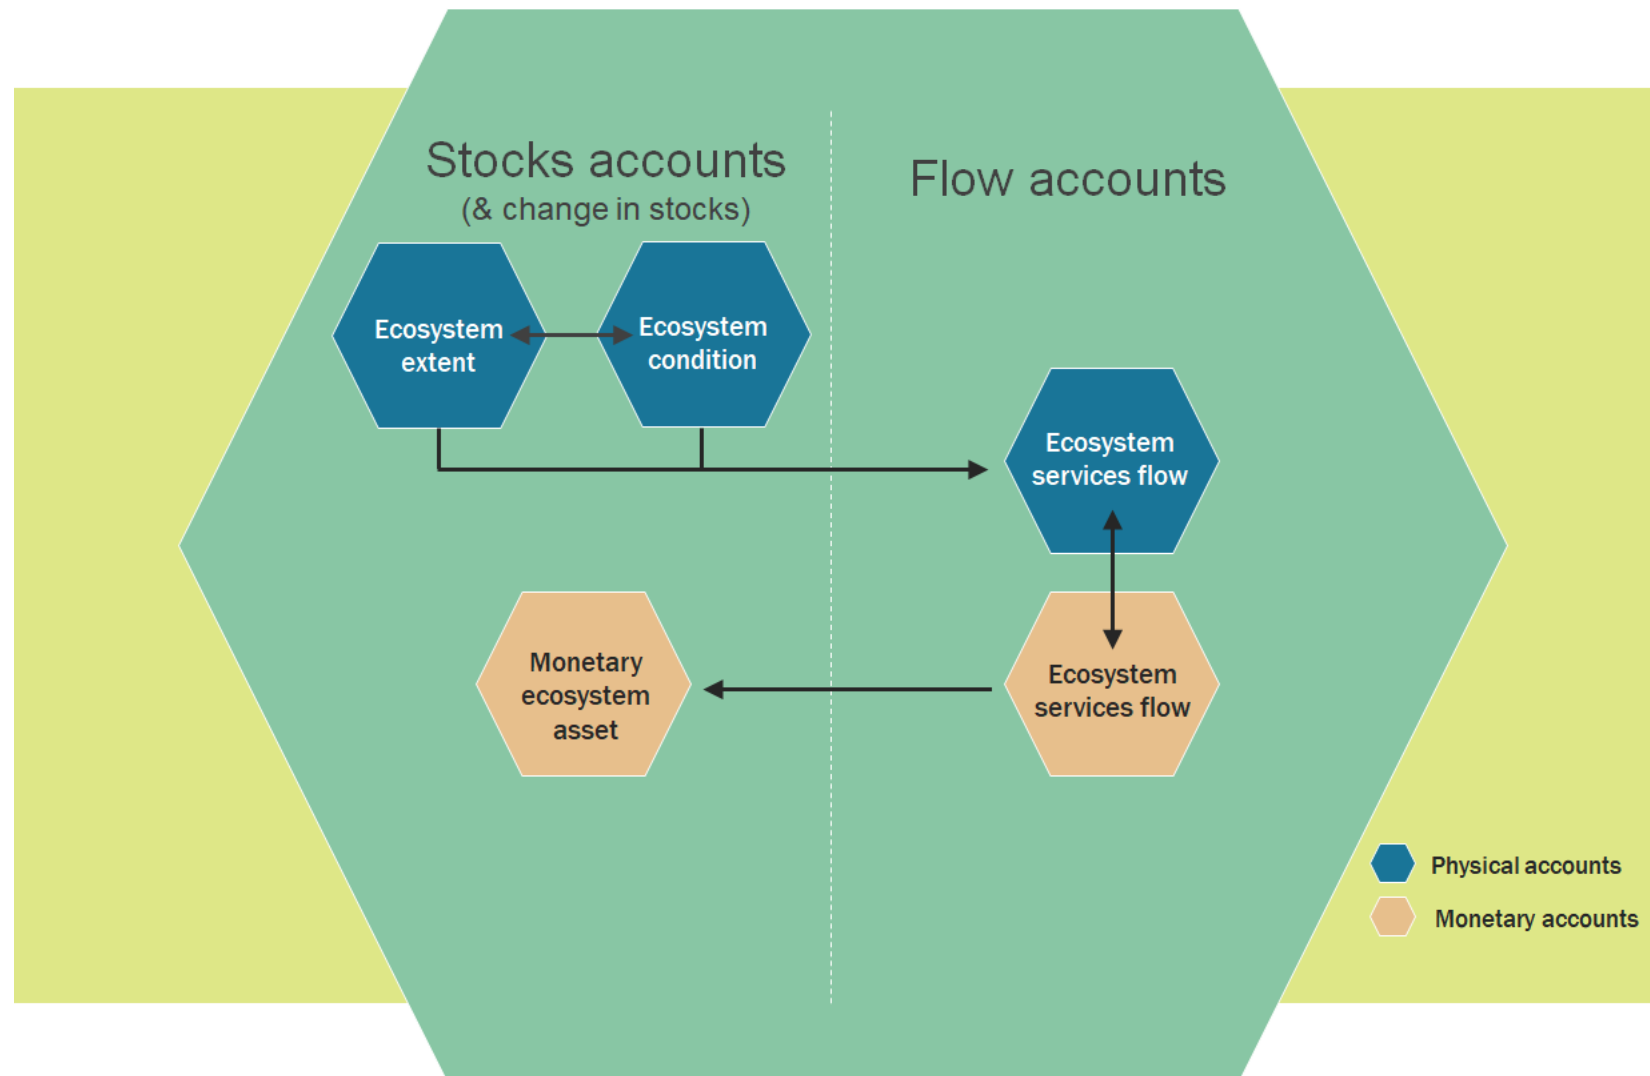 Stocks accounts
(& change in stocks)
Flow accounts
Ecosystem
extent
Ecosystem
condition
Ecosystem
services flow
Monetary
ecosystem
asset
Ecosystem
services flow
Physical accounts
Monetary accounts